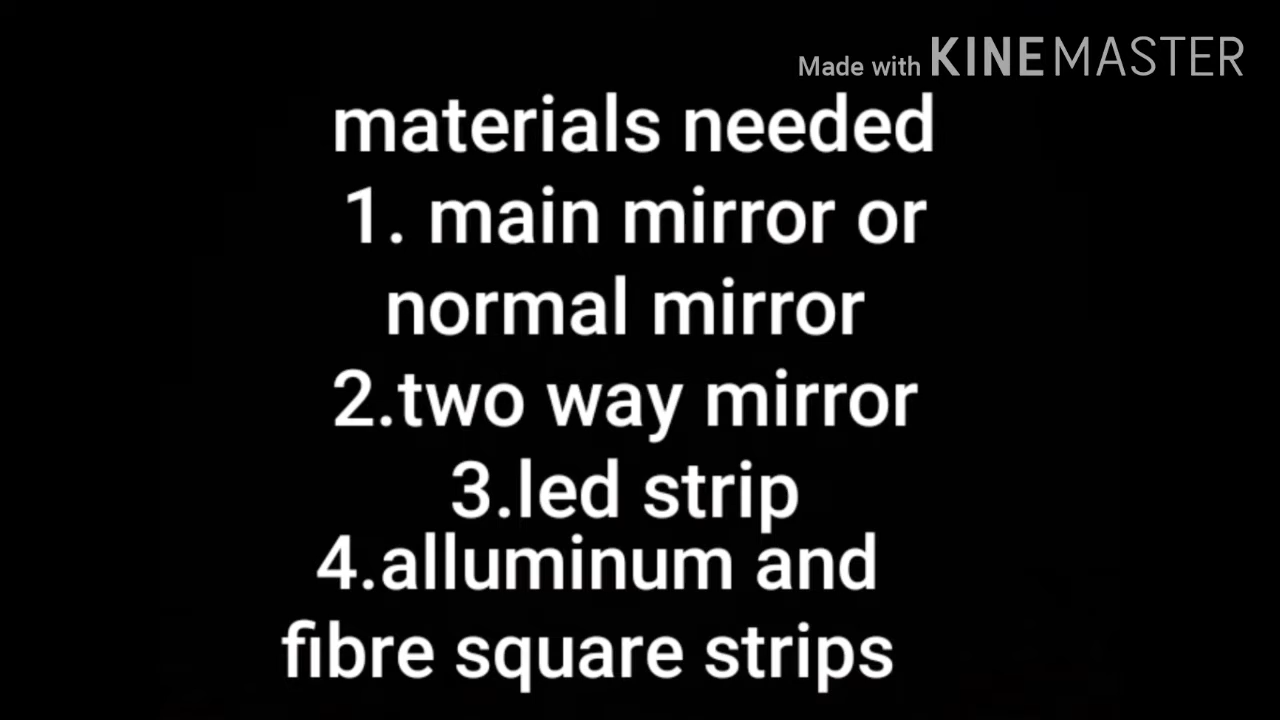 Made with KINEMASTER
materials needed
1. main mirror or
normal mirror
2.two way mirror
3.led strip
4.alluminum and
fibre square strips